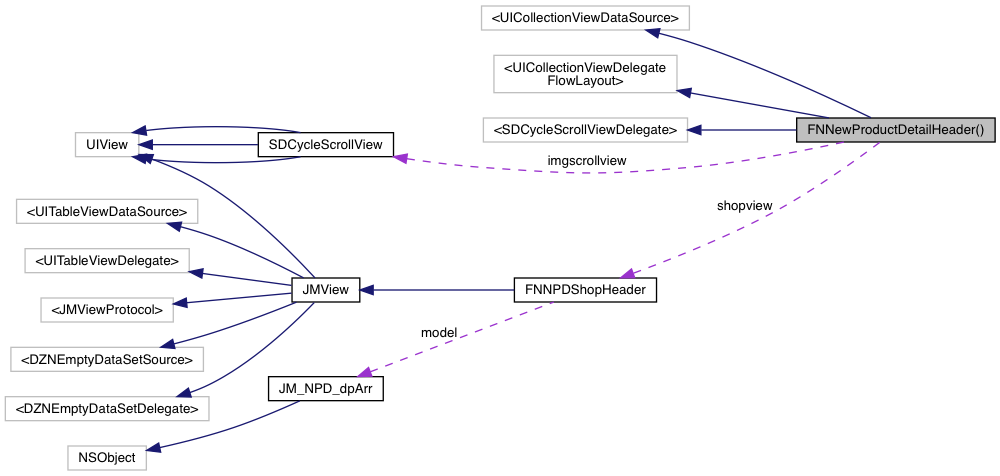 <UICollectionViewDataSource>
<UICollectionViewDelegate
FlowLayout>
<SDCycleScrollViewDelegate>
FNNewProductDetailHeader()
UIView
SDCycleScrollView
imgscrollview
shopview
<UITableViewDataSource>
<UITableViewDelegate>
JMView
FNNPDShopHeader
<JMViewProtocol>
model
<DZNEmptyDataSetSource>
JM_NPD_dpArr
<DZNEmptyDataSetDelegate>
NSObject